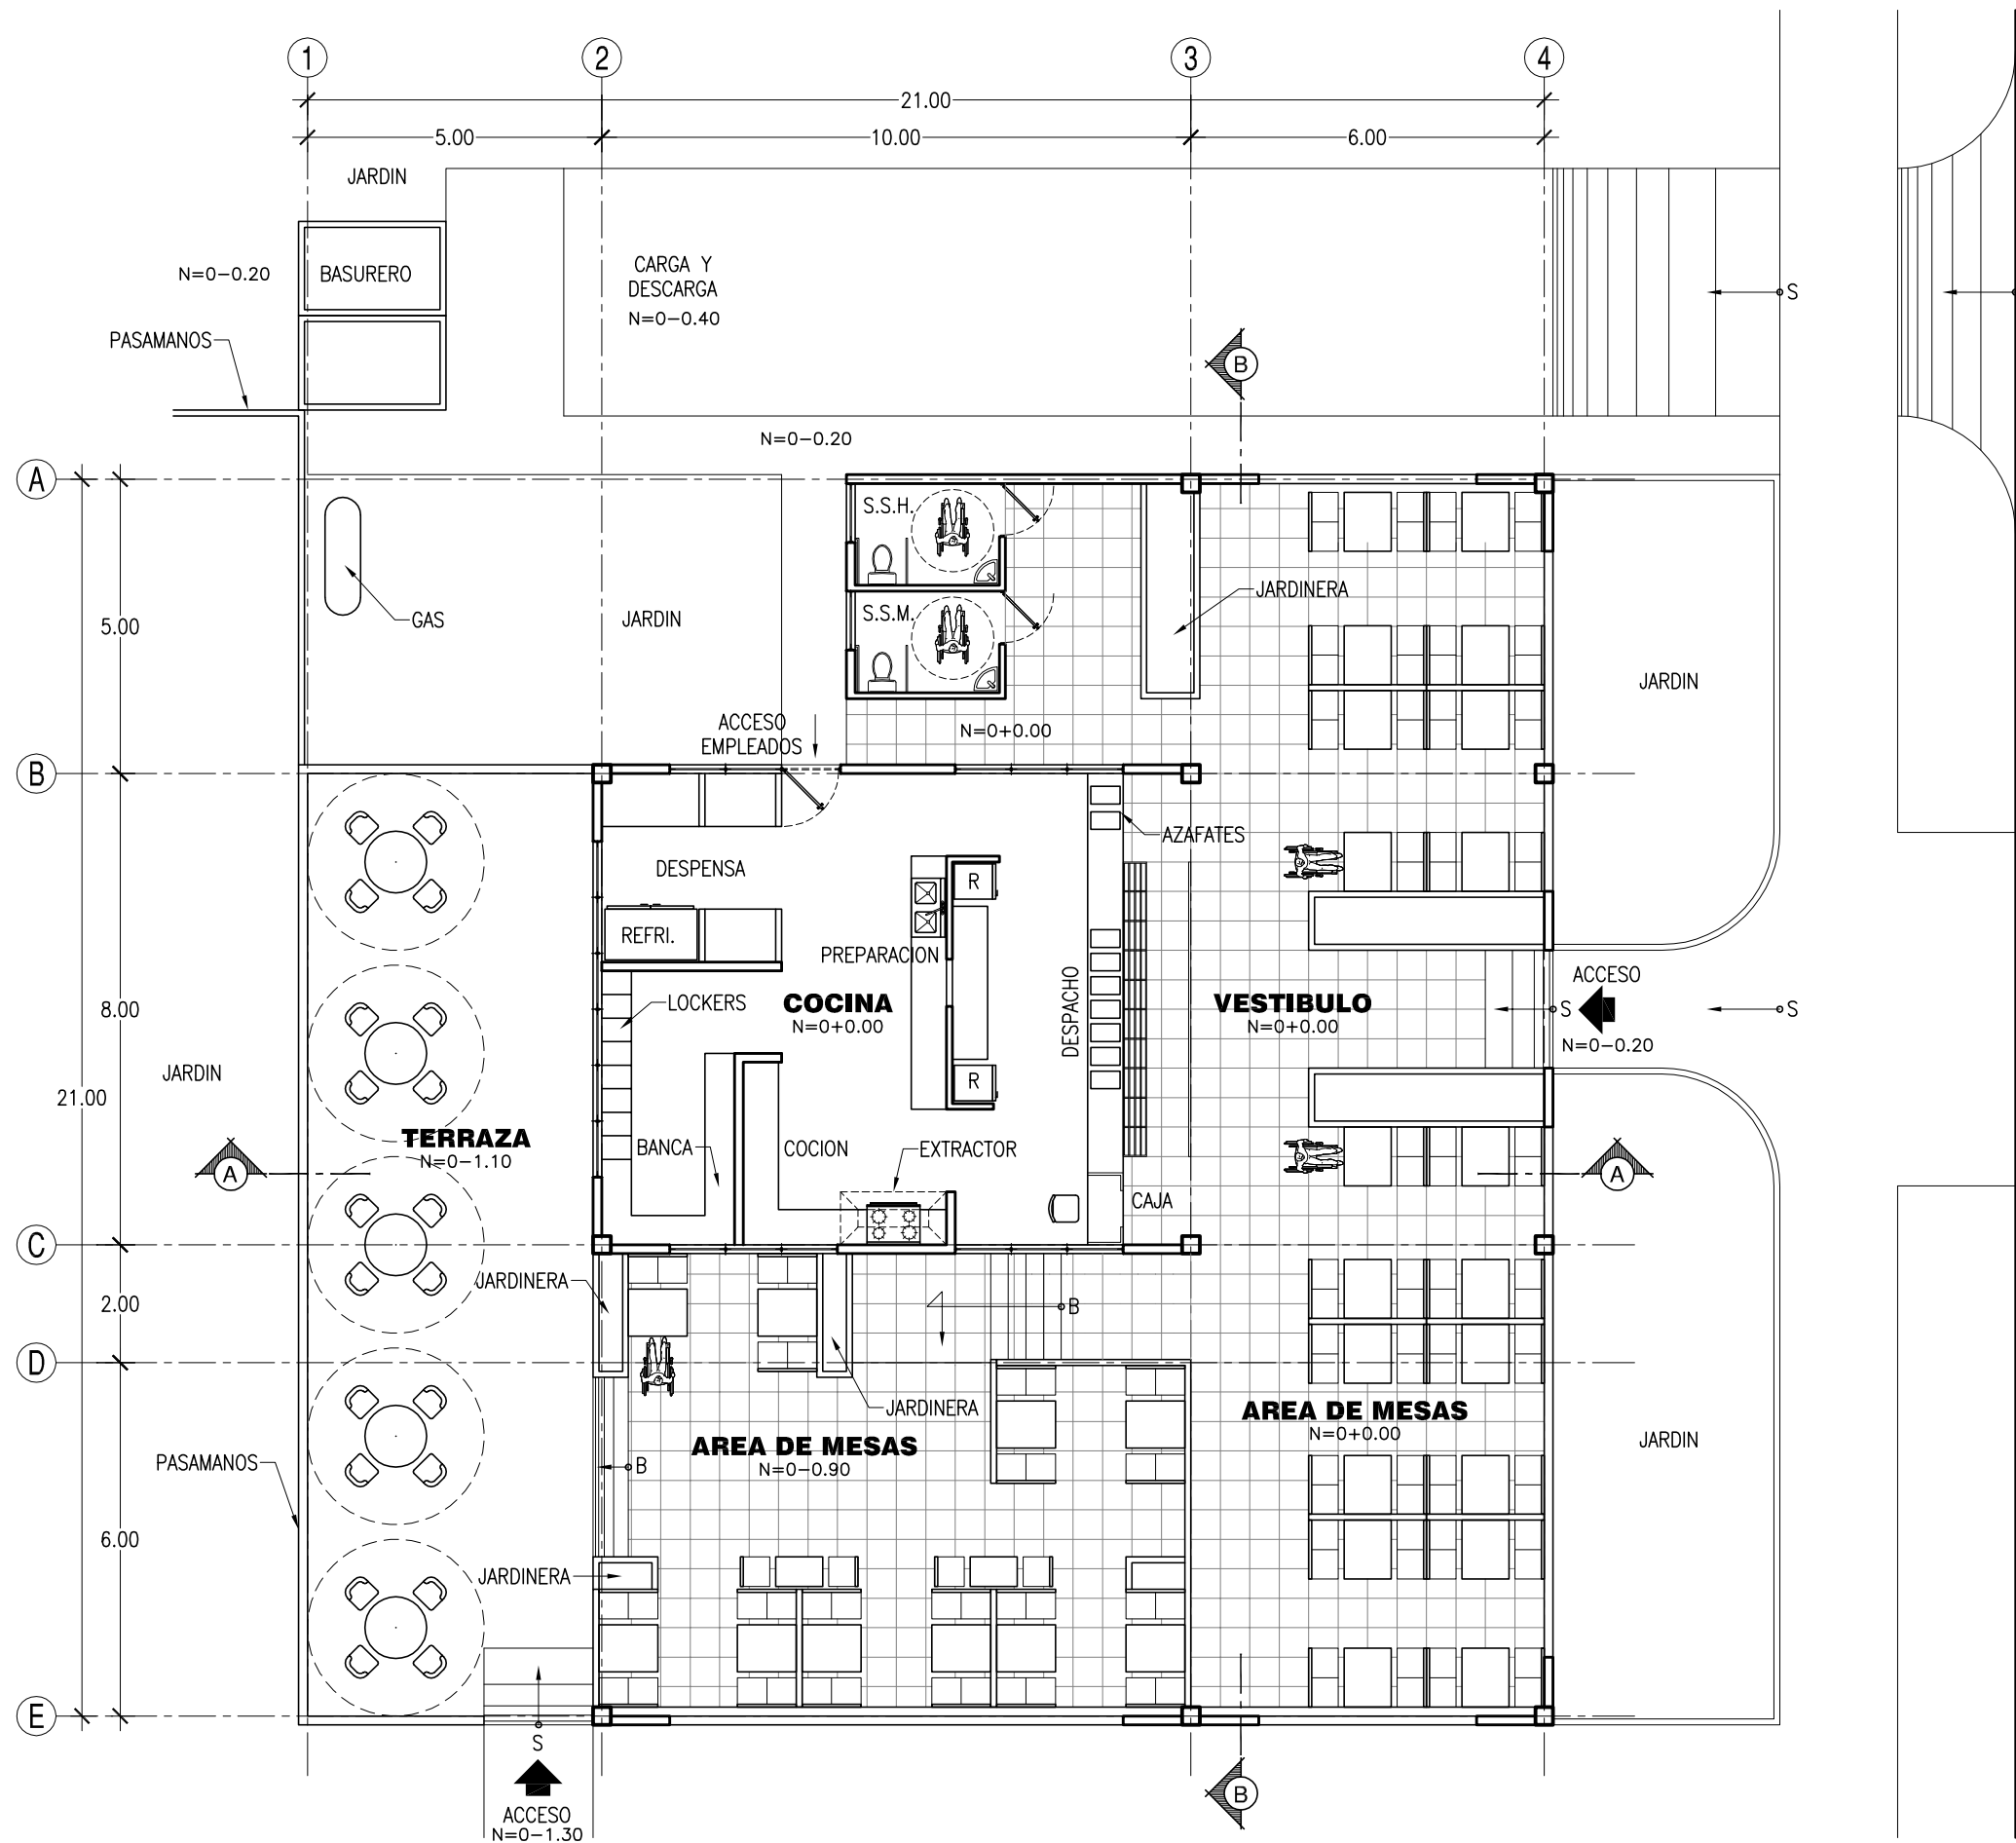 1
2
3
4
21.00
5.00
10.00
6.00
JARDIN
N=0-0.20
BASURERO
CARGA Y
DESCARGA
N=0-0.40
S
PASAMANOS
B
N=0-0.20
A
S.S.H.
GAS
5.00
JARDIN
S.S.M.
JARDINERA
JARDIN
ACCESO
EMPLEADOS
N=0+0.00
B
AZAFATES
DESPENSA
R
REFRI.
PREPARACION
LOCKERS
COCINA
N=0+0.00
DESPACHO
VESTIBULO
N=0+0.00
ACCESO
S
S
N=0-0.20
8.00
JARDIN
21.00
R
TERRAZA
N=0-1.10
BANCA
COCION
EXTRACTOR
A
A
CAJA
C
JARDINERA
2.00
B
D
JARDINERA
AREA DE MESAS
N=0+0.00
AREA DE MESAS
N=0-0.90
JARDIN
PASAMANOS
B
6.00
JARDINERA
E
S
B
ACCESO
N=0-1.30